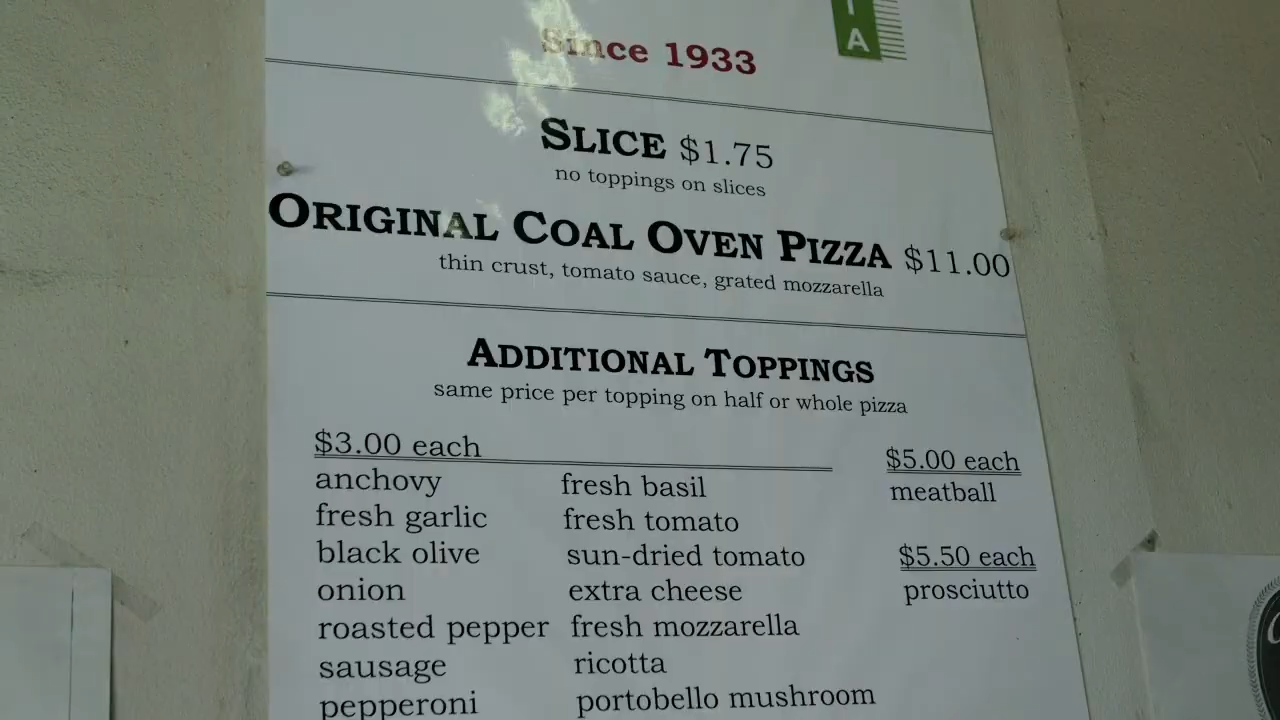 I
A
Since 1933
SLICE $1.75
no toppings on slices
ORIGINAL COAL OVEN PIZZA $11.00
thin crust, tomato sauce, grated mozzarella
ADDITIONAL TOPPINGS
same price per topping on half or whole pizza
$3.00 each
anchovy
fresh garlic
black olive
onion
roasted pepper
sausage
pepperoni
fresh basil
fresh tomato
sun-dried tomato
extra cheese
fresh mozzarella
ricotta
portobello mushroom
$5.00 each
meatball
$5.50 each
prosciutto